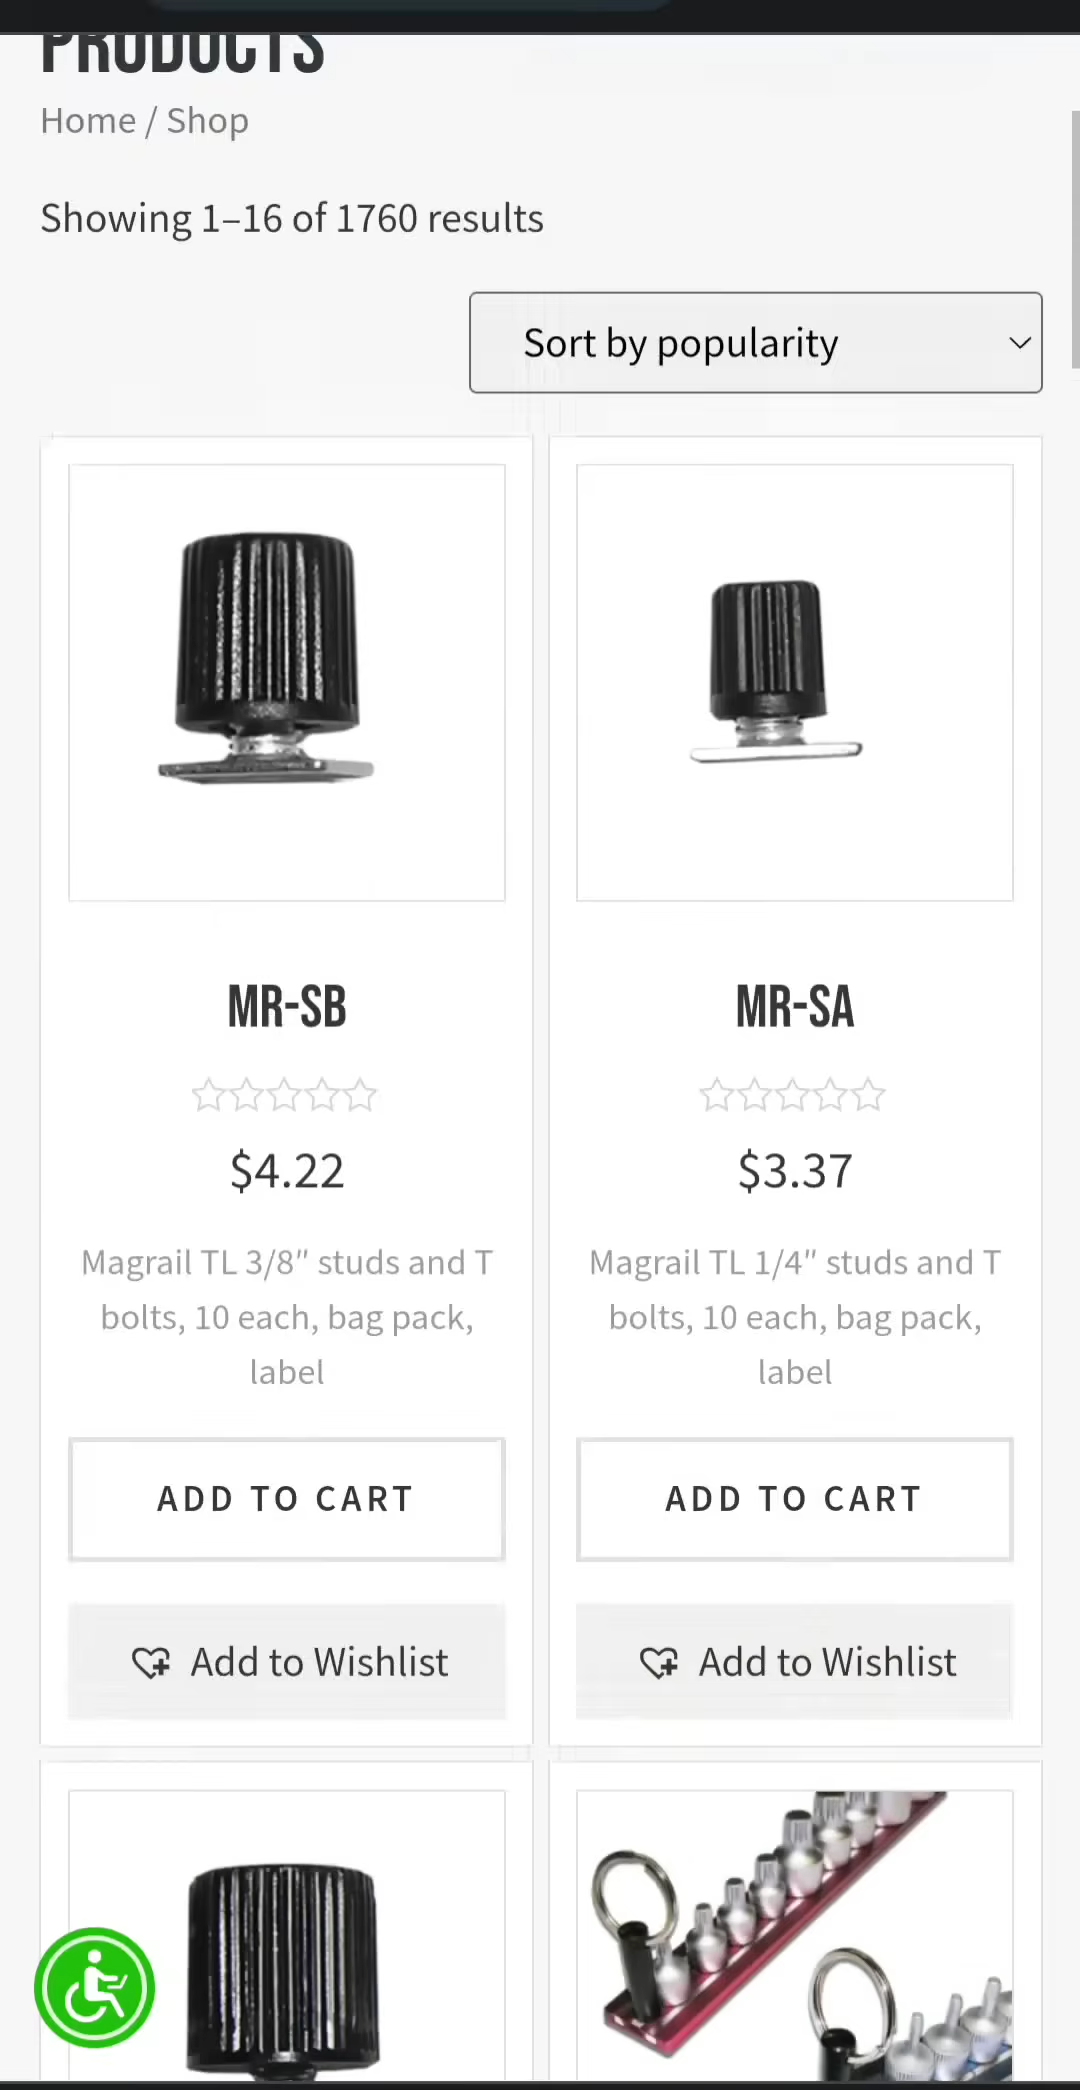 PRODUCTS
Home / Shop
Showing 1–16 of 1760 results
Sort by popularity
MR-SB
$4.22
Magrail TL 3/8″ studs and T
bolts, 10 each, bag pack,
label
ADD TO CART
Add to Wishlist
MR-SA
$3.37
Magrail TL 1/4″ studs and T
bolts, 10 each, bag pack,
label
ADD TO CART
Add to Wishlist